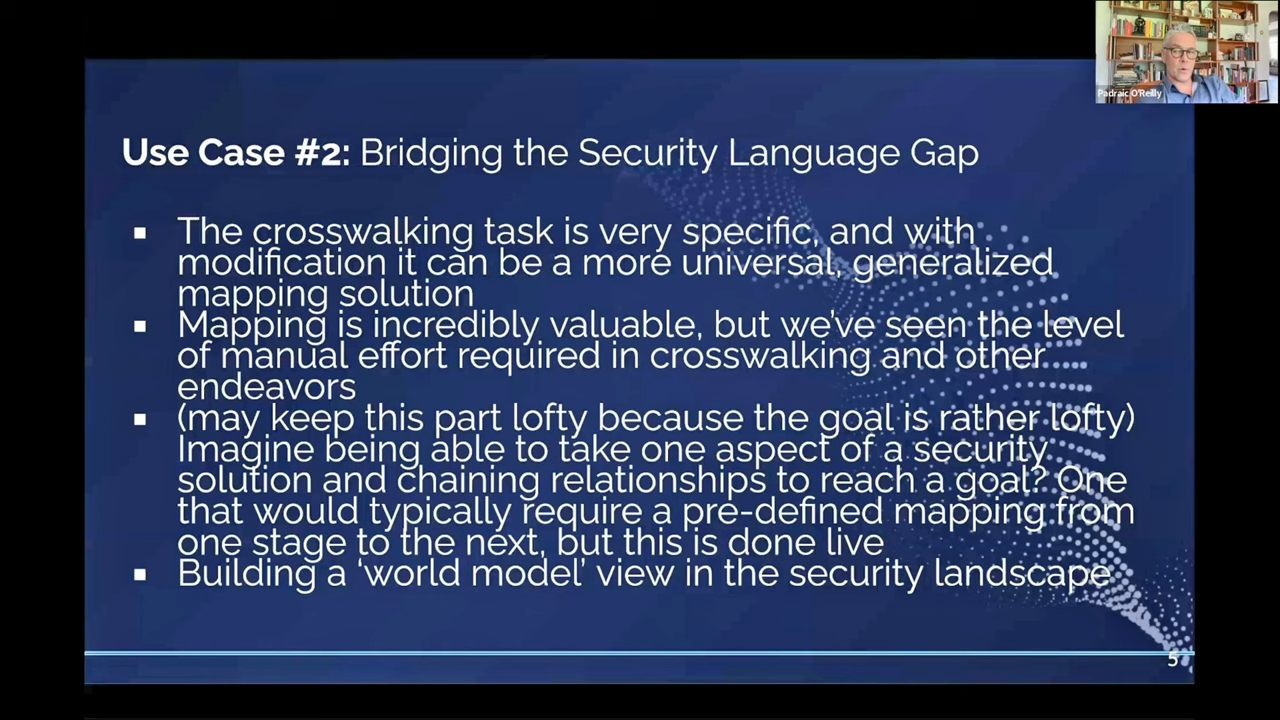 Padraic O'Reilly
Use Case #2: Bridging the Security Language Gap
▪ The crosswalking task is very specific, and with
modification it can be a more universal, generalized
mapping solution
▪ Mapping is incredibly valuable, but we've seen the level
of manual effort required in crosswalking and other
endeavors
▪ (may keep this part lofty because the goal is rather lofty)
Imagine being able to take one aspect of a security
solution and chaining relationships to reach a goal? One
that would typically require a pre-defined mapping from
one stage to the next, but this is done live
▪ Building a ‘world model’ view in the security landscape
5